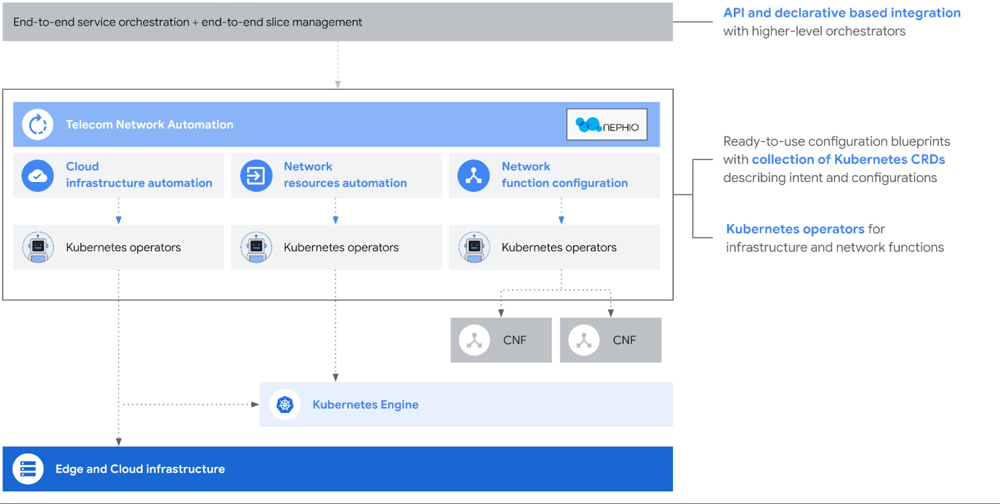 End-to-end service orchestration + end-to-end slice management
API and declarative based integration
with higher-level orchestrators
Telecom Network Automation
NEPHIO
Cloud
infrastructure automation
Network
resources automation
Network
function configuration
Kubernetes operators
Kubernetes operators
Kubernetes operators
Ready-to-use configuration blueprints
with collection of Kubernetes CRDs
describing intent and configurations
Kubernetes operators for
infrastructure and network functions
CNF
CNF
Kubernetes Engine
Edge and Cloud infrastructure